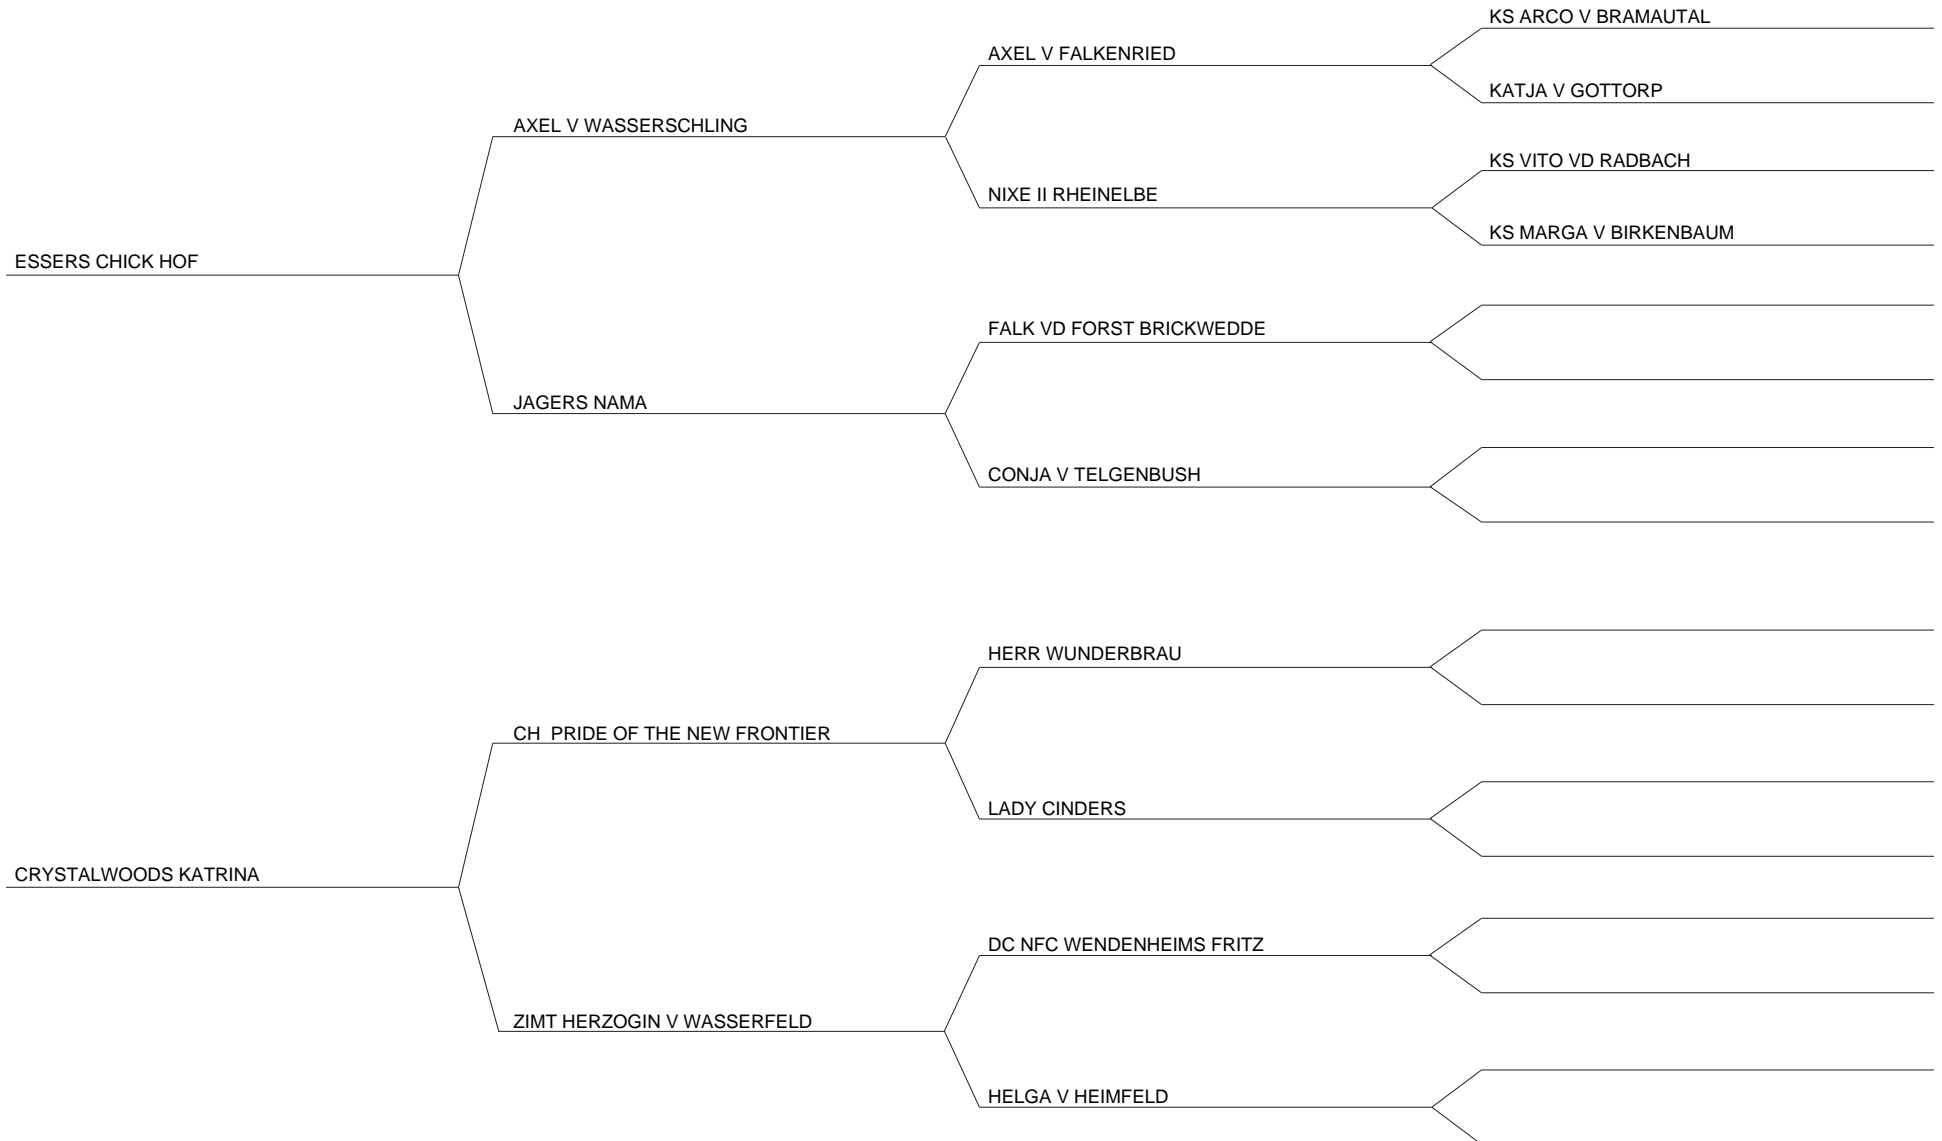 KS ARCO V BRAMAUTAL
AXEL V FALKENRIED
KATJA V GOTTORP
AXEL V WASSERSCHLING
KS VITO VD RADBACH
NIXE II RHEINELBE
KS MARGA V BIRKENBAUM
ESSERS CHICK HOF
FALK VD FORST BRICKWEDDE
JAGERS NAMA
CONJA V TELGENBUSH
HERR WUNDERBRAU
CH  PRIDE OF THE NEW FRONTIER
LADY CINDERS
CRYSTALWOODS KATRINA
DC NFC WENDENHEIMS FRITZ
ZIMT HERZOGIN V WASSERFELD
HELGA V HEIMFELD